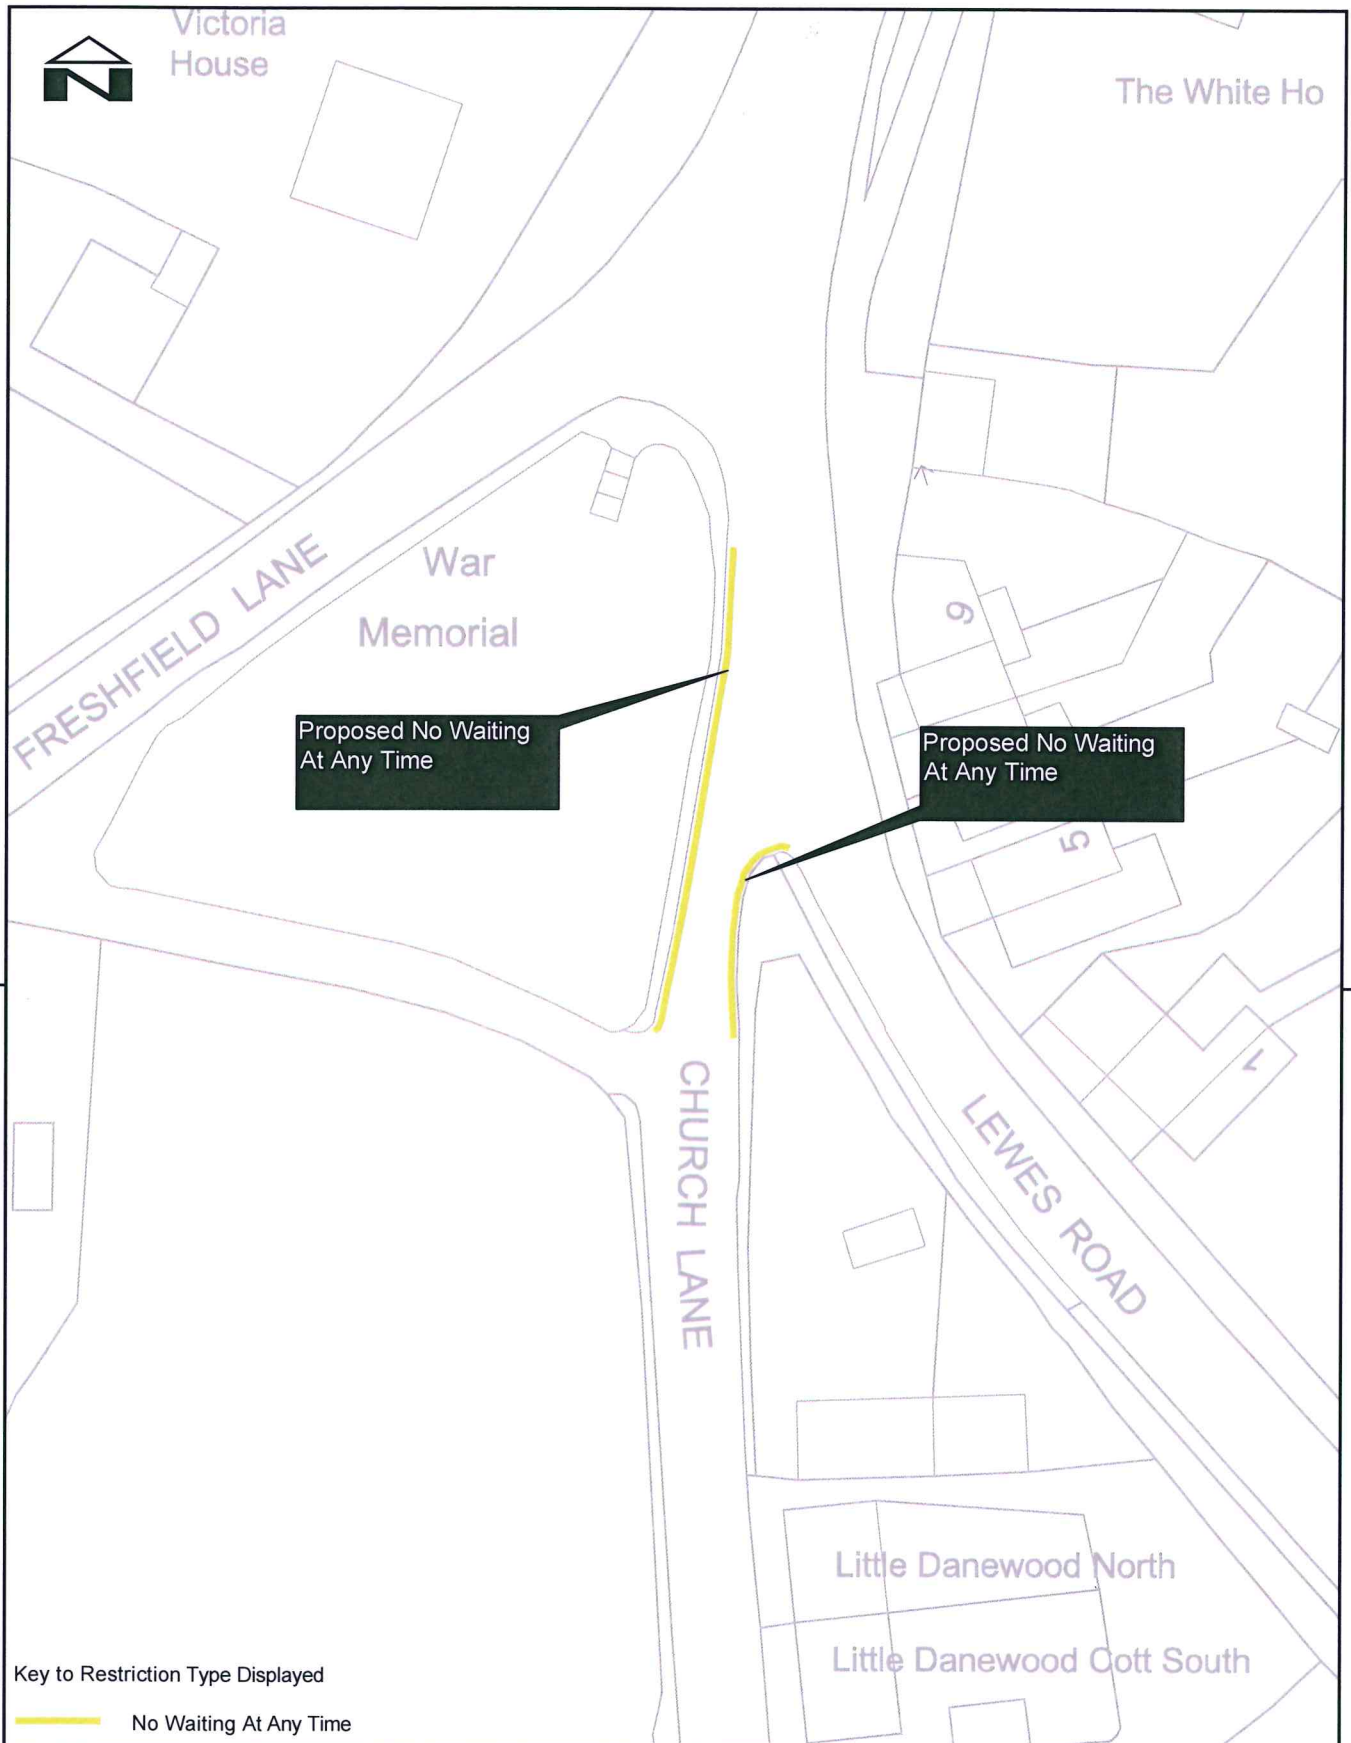 Victoria
House
N
The White Ho
War
Memorial
FRESHFIELD LANE
Proposed No Waiting
At Any Time
Proposed No Waiting
At Any Time
6
5
1
CHURCH LANE
LEWES ROAD
Little Danewood North
Little Danewood Cott South
Key to Restriction Type Displayed
No Waiting At Any Time